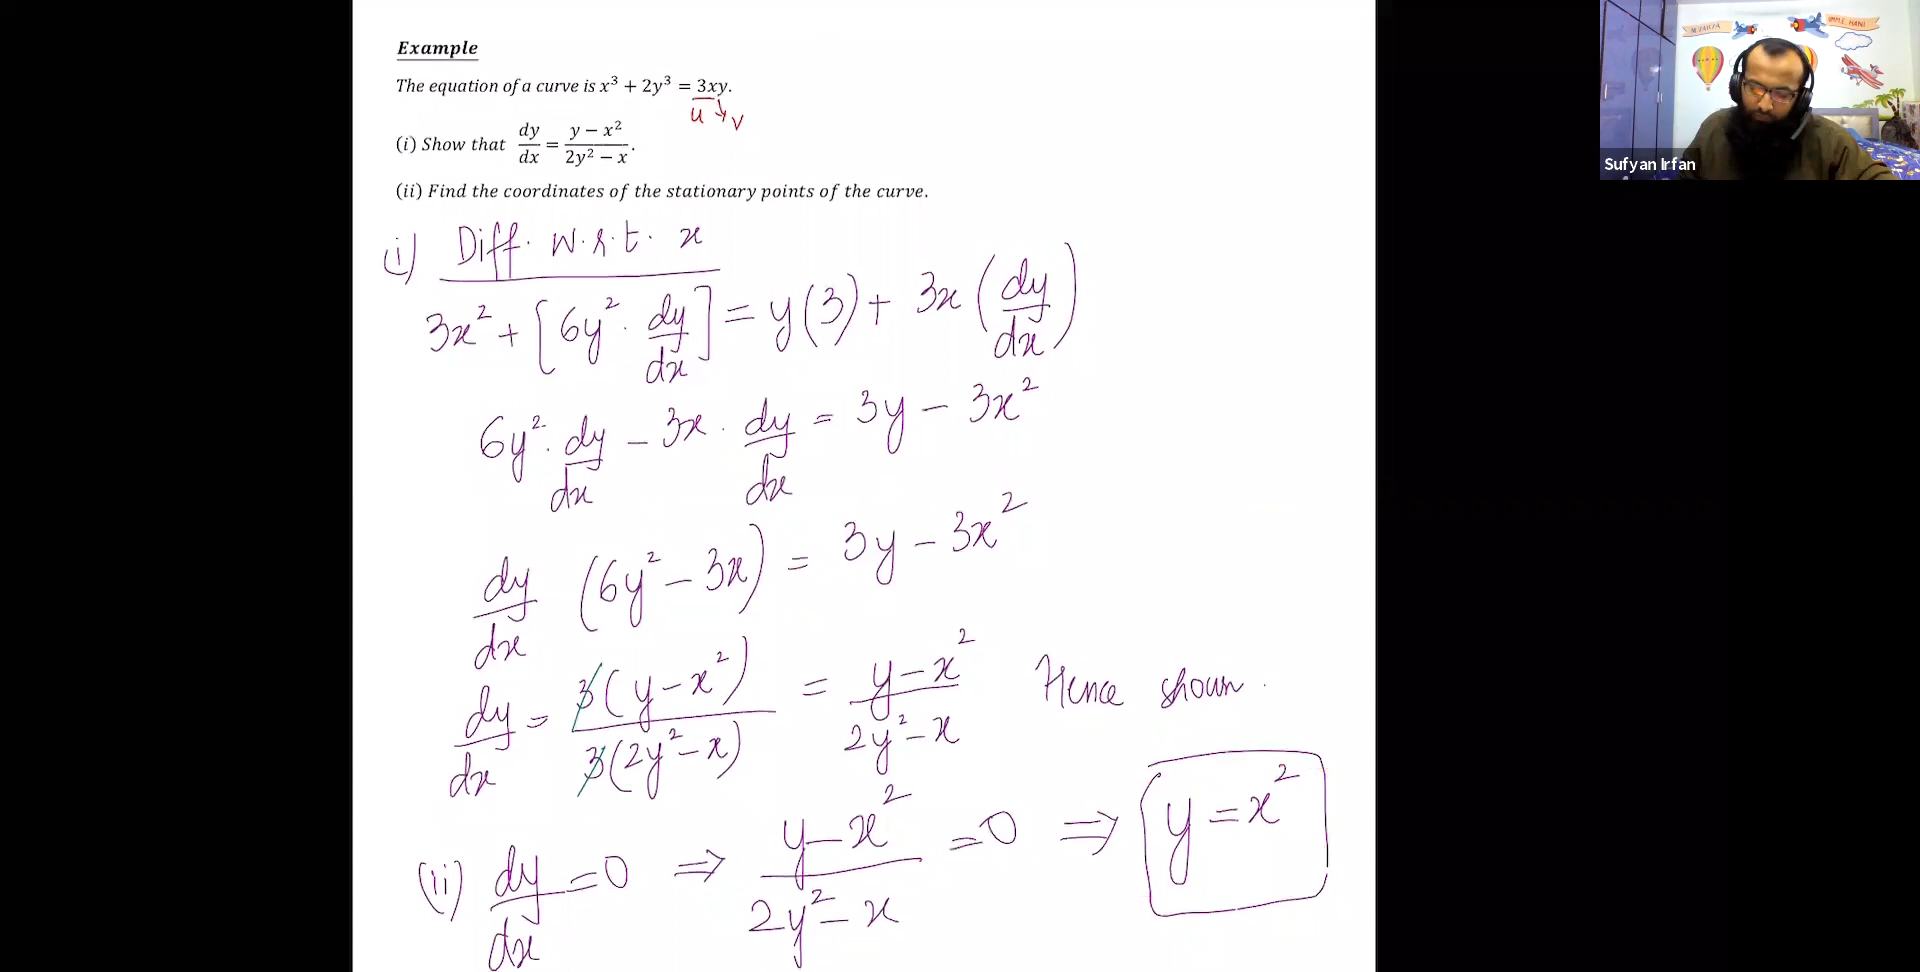 Example
The equation of a curve is x³ + 2y³ = 3xy.
u v
(i) Show that dy/dx = (y − x²)/(2y² − x).
(ii) Find the coordinates of the stationary points of the curve.
i) Diff. w.r.t. x
3x² + [6y² · dy/dx] = y(3) + 3x (dy/dx)
6y² · dy/dx − 3x · dy/dx = 3y − 3x²
dy/dx (6y² − 3x) = 3y − 3x²
dy/dx = 3(y − x²)/3(2y² − x) = (y − x²)/(2y² − x) Hence shown.
(ii) dy/dx = 0 ⇒ (y − x²)/(2y² − x) = 0 ⇒ y = x²
MURTAZA
UMME HANI
Sufyan Irfan